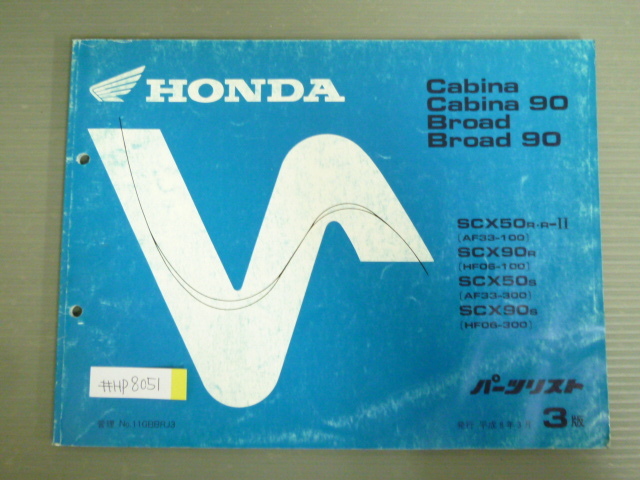 HONDA
Cabina
Cabina 90
Broad
Broad 90
SCX50R·R-II
[AF33-100]
SCX90R
[HF06-100]
SCX50S
[AF33-300]
SCX90S
[HF06-300]
#HP8051
パーツリスト
3版